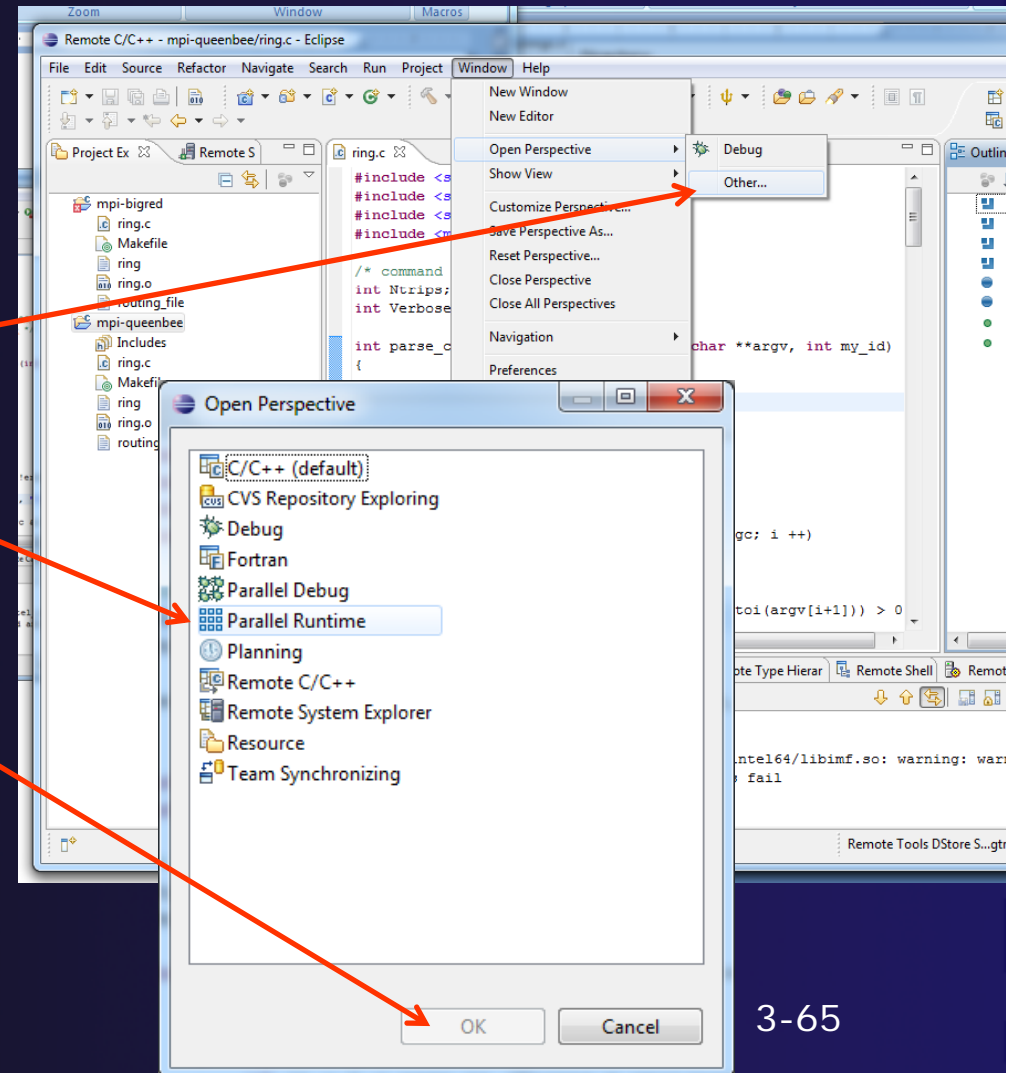 Zoom Window Macros
Remote C/C++ - mpi-queenbee/ring.c - Eclipse
File Edit Source Refactor Navigate Search Run Project Window Help
New Window
New Editor
Open Perspective
Show View
Customize Perspective...
Save Perspective As...
Reset Perspective...
Close Perspective
Close All Perspectives
Navigation
Preferences
Debug
Other...
Project Ex Remote S
mpi-bigred
ring.c
Makefile
ring
ring.o
routing_file
mpi-queenbee
Includes
ring.c
Makefile
ring
ring.o
routing
ring.c
#include <s
#include <s
#include <s
#include <m
/* command
int Ntrips;
int Verbose
int parse_c char **argv, int my_id)
{
gc; i ++)
toi(argv[i+1])) > 0
Outlin
ote Type Hierar Remote Shell Remot
intel64/libimf.so: warning: war
fail
Remote Tools DStore S...gtr
Open Perspective
C/C++ (default)
CVS Repository Exploring
Debug
Fortran
Parallel Debug
Parallel Runtime
Planning
Remote C/C++
Remote System Explorer
Resource
Team Synchronizing
OK Cancel
3-65